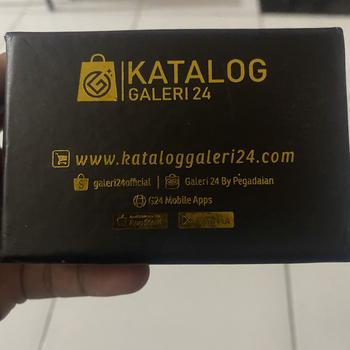 KATALOG
GALERI 24
www.kataloggaleri24.com
galeri24official | Galeri 24 By Pegadaian
G24 Mobile Apps